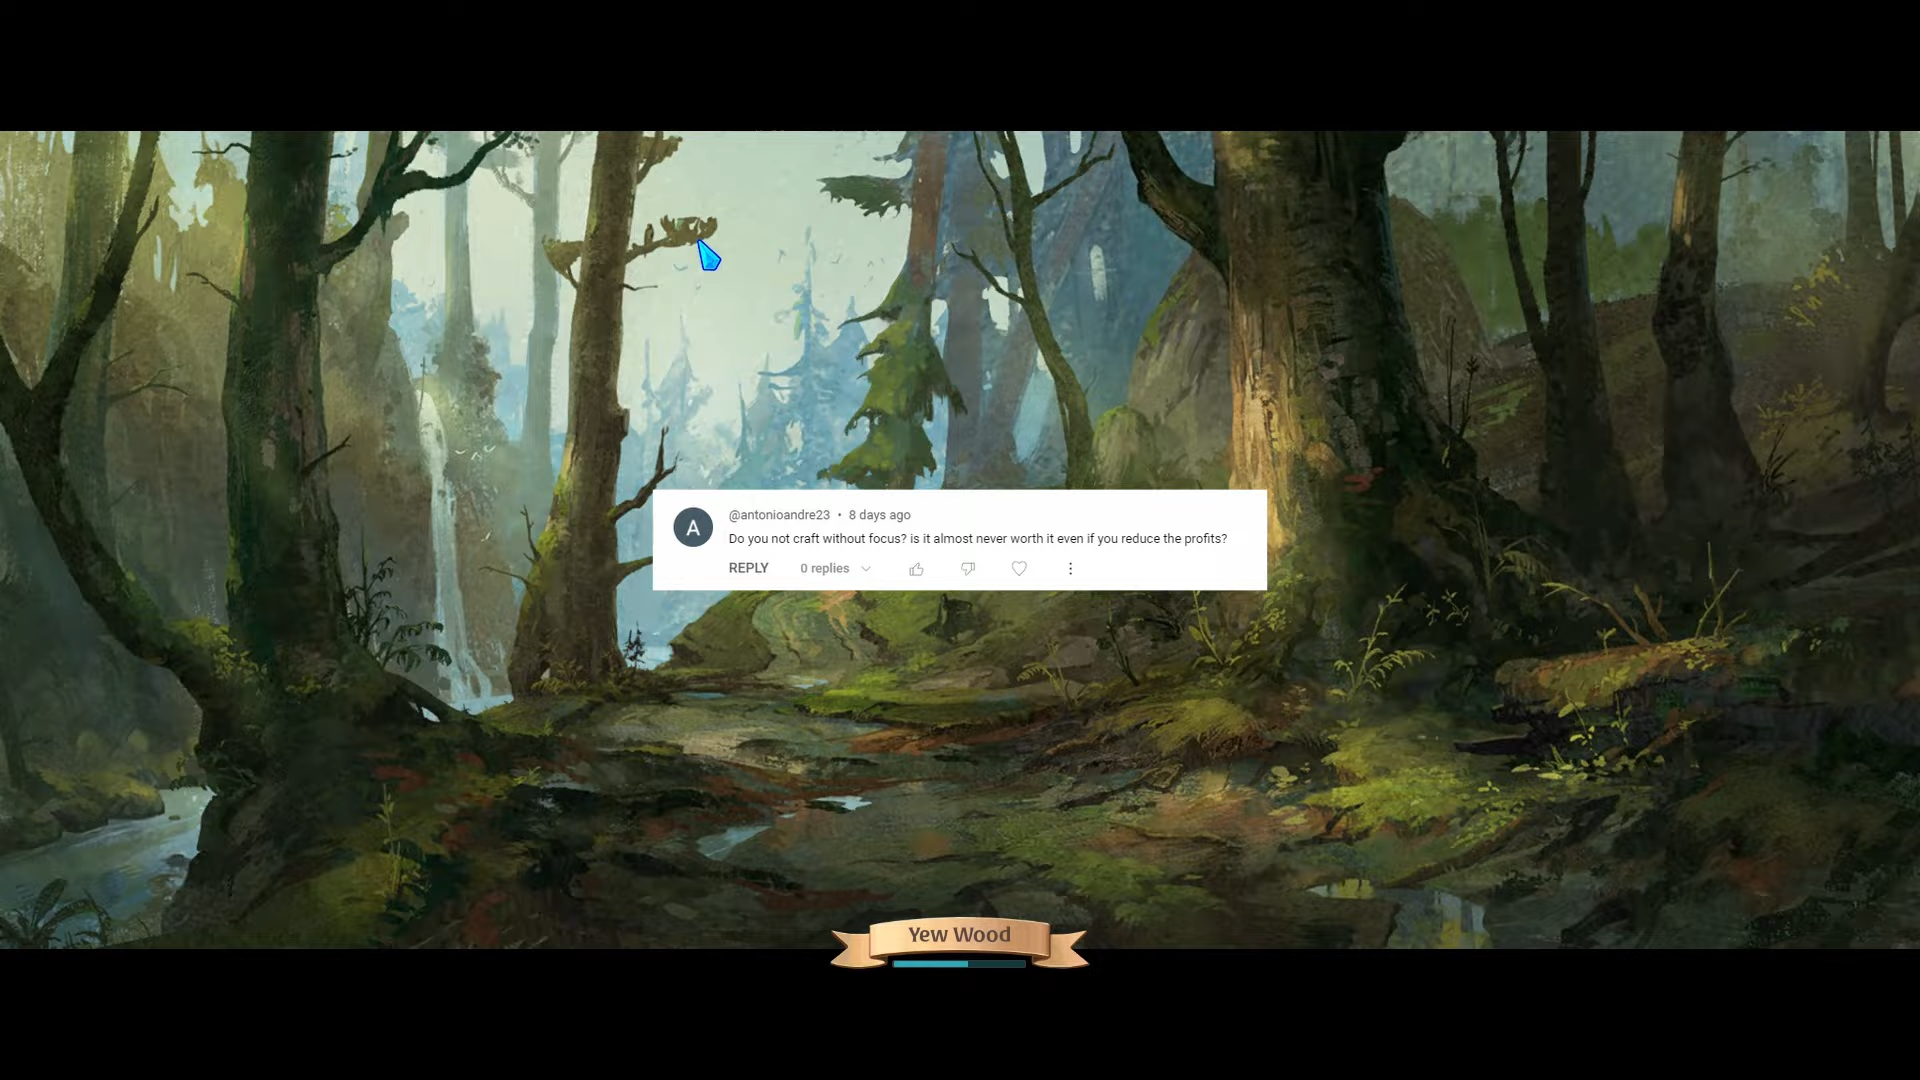 @antonioandre23 • 8 days ago
A
Do you not craft without focus? is it almost never worth it even if you reduce the profits?
REPLY 0 replies
Yew Wood